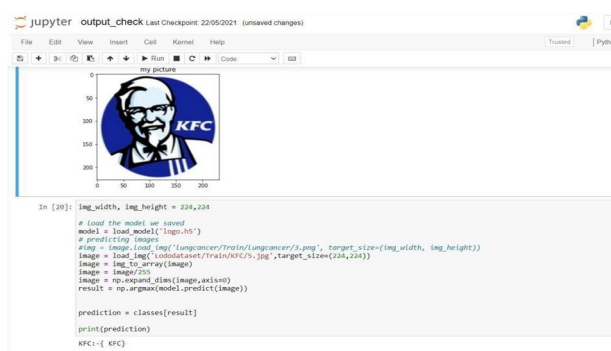 jupyter output_check Last Checkpoint: 22/05/2021 (unsaved changes)
File Edit View Insert Cell Kernel Help
Trusted
Run Code
my picture
0
50
100
150
200
KFC
0 50 100 150 200
In [20]: img_width, img_height = 224,224
# Load the model we saved
model = load_model('logo.h5')
# predicting images
#img = image.load_img('lungcancer/Train/lungcancer/3.png', target_size=(img_width, img_height))
image = load_img('Lododataset/Train/KFC/5.jpg',target_size=(224,224))
image = img_to_array(image)
image = image/255
image = np.expand_dims(image,axis=0)
result = np.argmax(model.predict(image))
prediction = classes[result]
print(prediction)
KFC:-{ KFC}